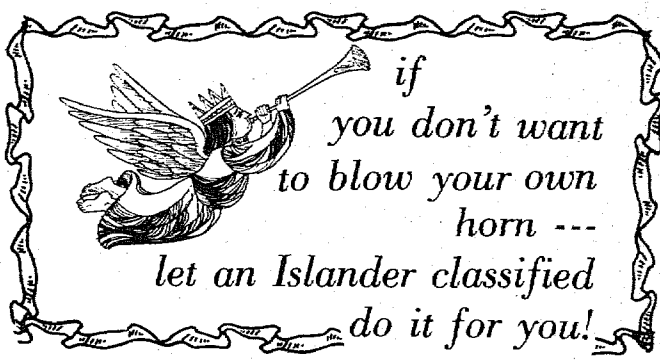 if
you don't want
to blow your own
horn ---
let an Islander classified
do it for you!